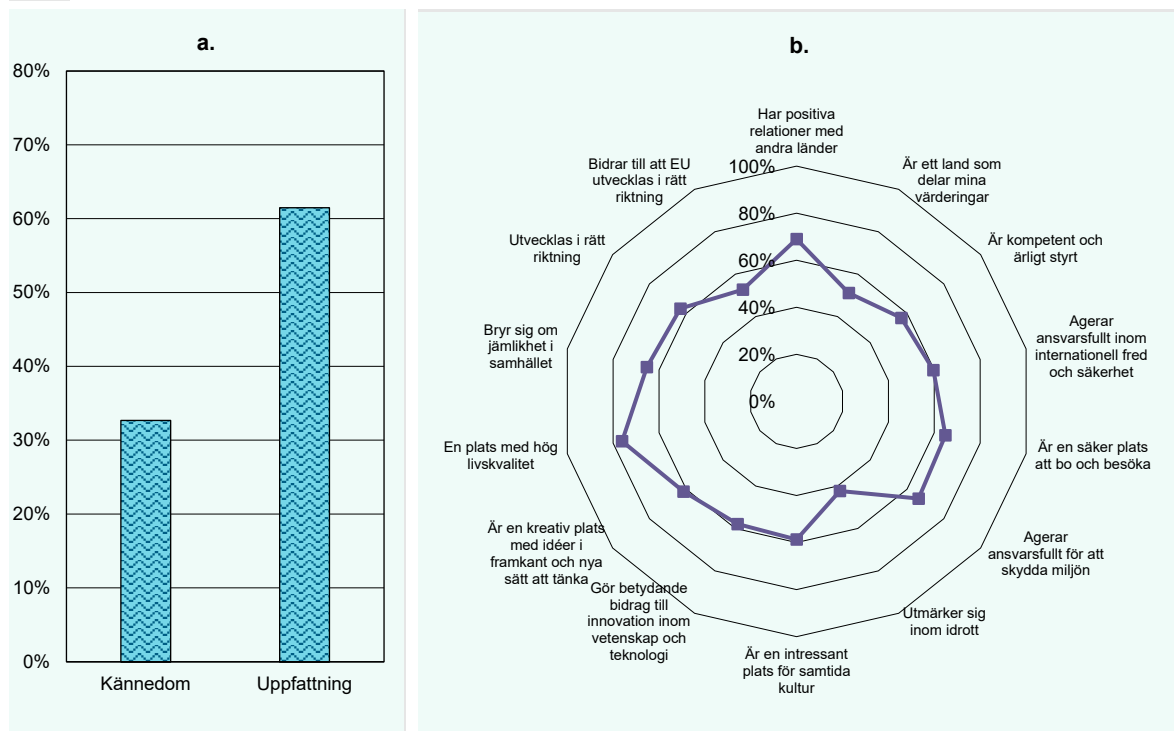 a.
80%
70%
60%
50%
40%
30%
20%
10%
0%
Kännedom
Uppfattning
b.
Har positiva
relationer med
andra länder
Är ett land som
delar mina
värderingar
Är kompetent och
ärligt styrt
Agerar
ansvarsfullt inom
internationell fred
och säkerhet
Är en säker plats
att bo och besöka
Agerar
ansvarsfullt för att
skydda miljön
Utmärker sig
inom idrott
Är en intressant
plats för samtida
kultur
Gör betydande
bidrag till
innovation inom
vetenskap och
teknologi
Är en kreativ plats
med idéer i
framkant och nya
sätt att tänka
En plats med hög
livskvalitet
Bryr sig om
jämlikhet i
samhället
Utvecklas i rätt
riktning
Bidrar till att EU
utvecklas i rätt
riktning
100%
80%
60%
40%
20%
0%